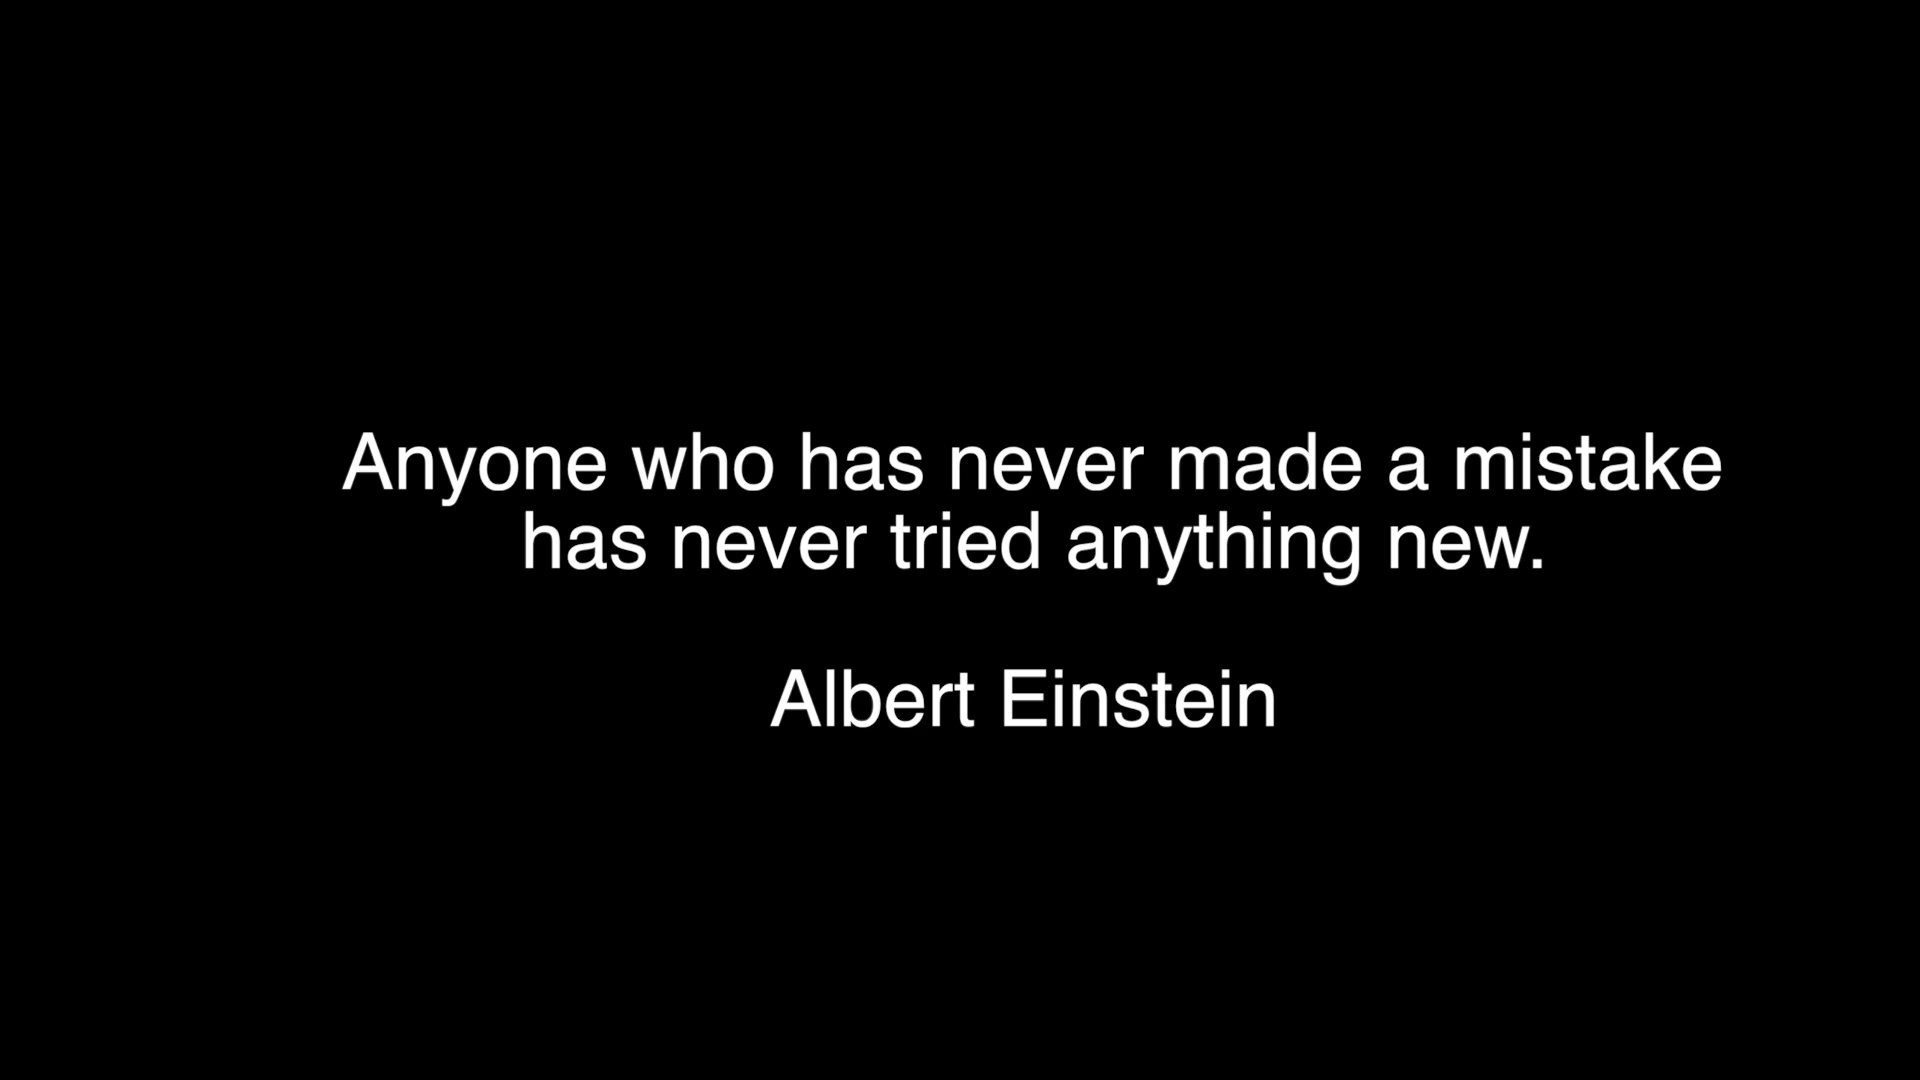 Anyone who has never made a mistake
has never tried anything new.
Albert Einstein